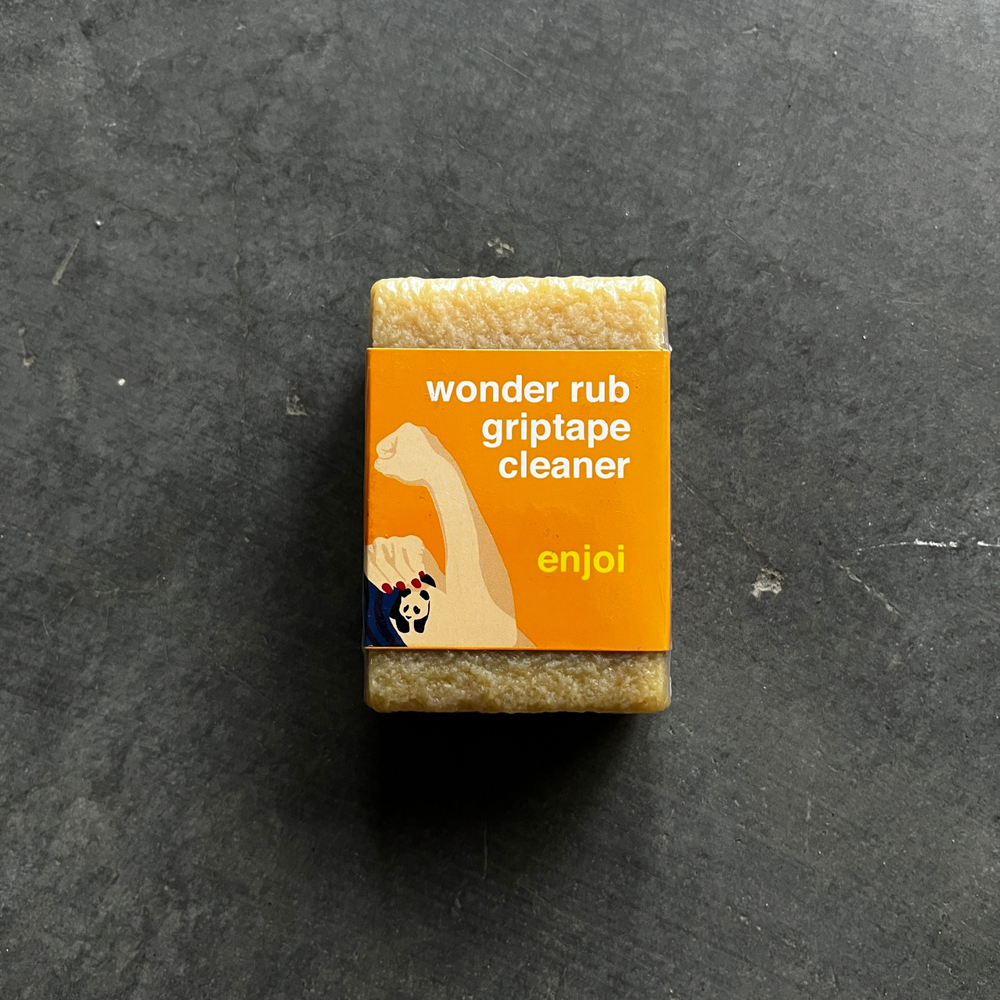 wonder rub
griptape
cleaner
enjoi